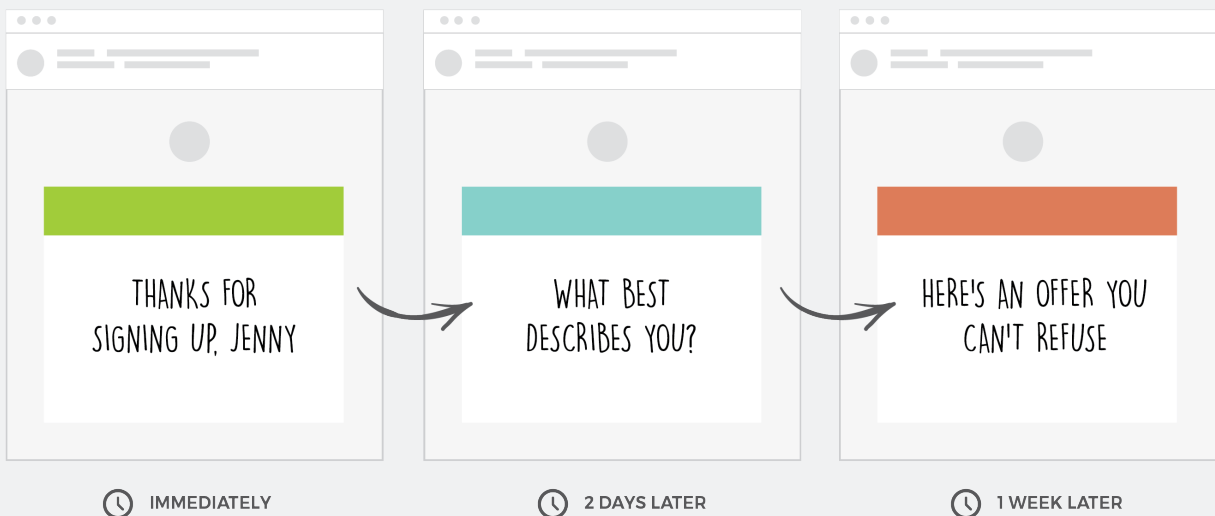 THANKS FOR
SIGNING UP, JENNY
WHAT BEST
DESCRIBES YOU?
HERE'S AN OFFER YOU
CAN'T REFUSE
IMMEDIATELY
2 DAYS LATER
1 WEEK LATER